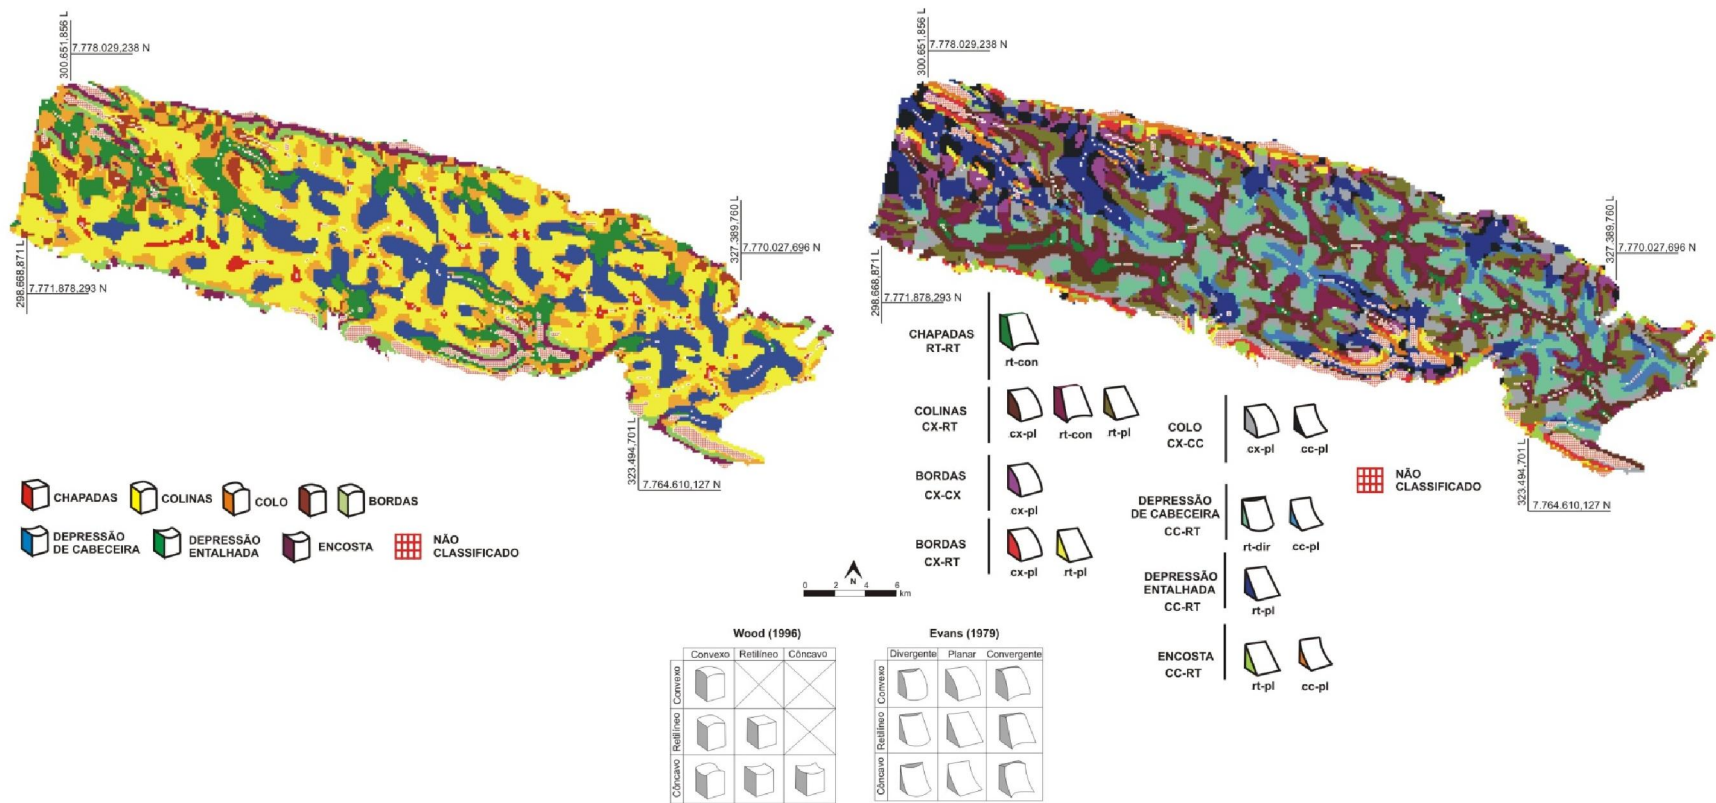 300.651,856 L
7.778.029,238 N
327.389,760 L
7.770.027,696 N
298.668,871 L
7.771.878,293 N
323.494,701 L
7.764.610,127 N
CHAPADAS
COLINAS
COLO
BORDAS
DEPRESSÃO
DE CABECEIRA
DEPRESSÃO
ENTALHADA
ENCOSTA
NÃO
CLASSIFICADO
300.651,856 L
7.778.029,238 N
327.389,760 L
7.770.027,696 N
298.668,871 L
7.771.878,293 N
323.494,701 L
7.764.610,127 N
CHAPADAS
RT-RT
rt-con
COLINAS
CX-RT
cx-pl
rt-con
rt-pl
BORDAS
CX-CX
cx-pl
BORDAS
CX-RT
cx-pl
rt-pl
COLO
CX-CC
cx-pl
cc-pl
DEPRESSÃO
DE CABECEIRA
CC-RT
rt-dir
cc-pl
DEPRESSÃO
ENTALHADA
CC-RT
rt-pl
ENCOSTA
CC-RT
rt-pl
cc-pl
NÃO
CLASSIFICADO
N
0 2 4 6
km
Wood (1996)
Convexo Retilíneo Côncavo
Convexo
Retilíneo
Côncavo
Evans (1979)
Divergente Planar Convergente
Convexo
Retilíneo
Côncavo